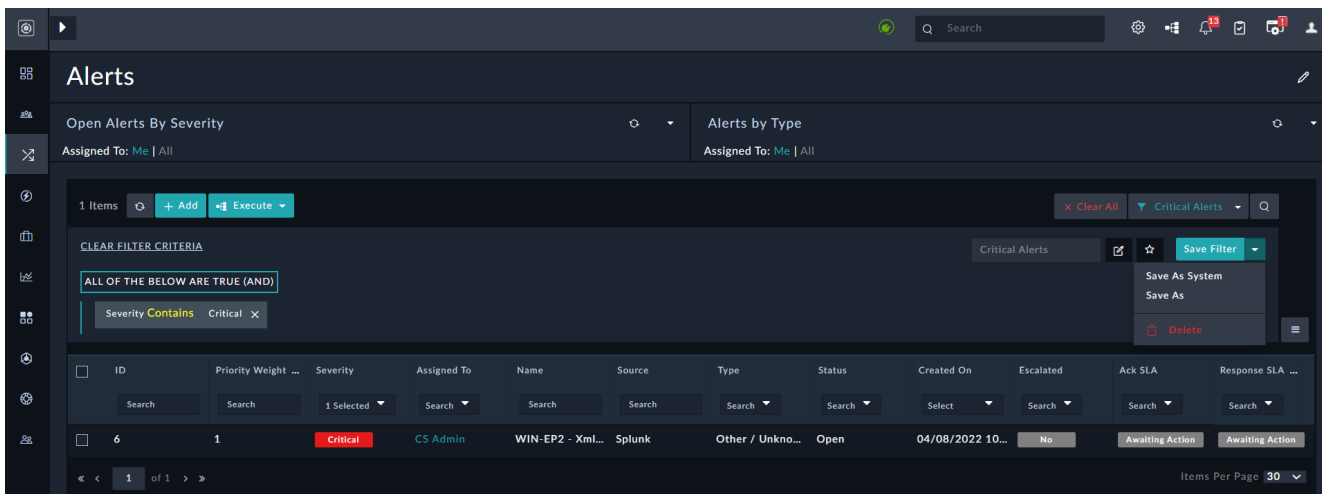 13
!
Search
Alerts
Open Alerts By Severity
Alerts by Type
Assigned To: Me | All
Assigned To: Me | All
1 Items
+ Add
Execute
× Clear All
Critical Alerts
CLEAR FILTER CRITERIA
Critical Alerts
Save Filter
ALL OF THE BELOW ARE TRUE (AND)
Save As System
Save As
Severity Contains Critical ×
Delete
ID Priority Weight ... Severity Assigned To Name Source Type Status Created On Escalated Ack SLA Response SLA ...
Search Search 1 Selected Search Search Search Search Search Select Search Search Search
6 1 Critical CS Admin WIN-EP2 - Xml... Splunk Other / Unkno... Open 04/08/2022 10... No Awaiting Action Awaiting Action
« < 1 of 1 > »
Items Per Page 30